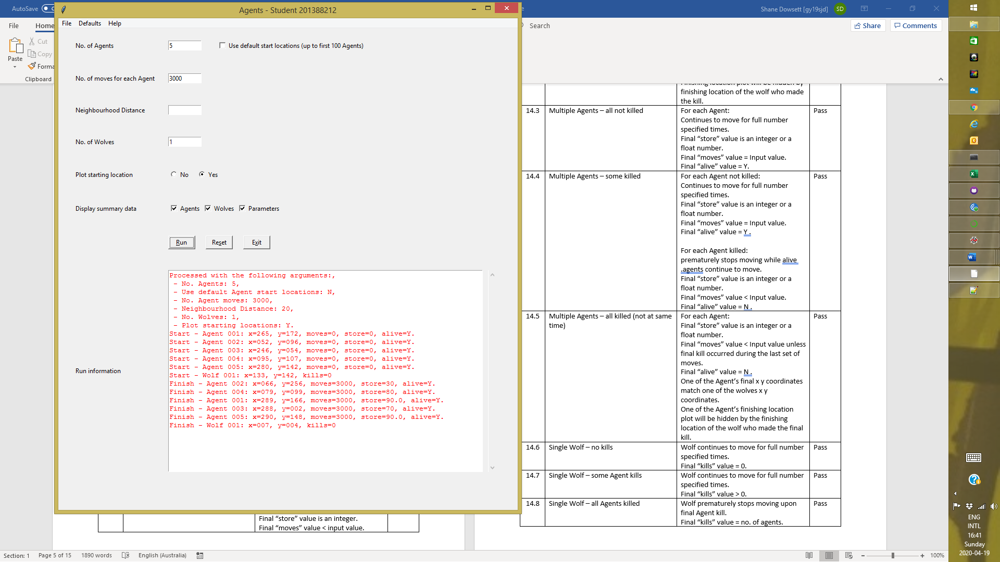 AutoSave
Agents - Student 201388212
Shane Dowsett [gy19sjd]
SD
File
Home
Search
Share
Comments
Cut
Copy
Paste
Clipboard
File Defaults Help
No. of Agents
5
Use default start locations (up to first 100 Agents)
No. of moves for each Agent
3000
Neighbourhood Distance
No. of Wolves
1
Plot starting location
No
Yes
Display summary data
Agents
Wolves
Parameters
Run
Reset
Exit
Run information
Processed with the following arguments:,
- No. Agents: 5,
- Use default Agent start locations: N,
- No. Agent moves: 3000,
- Neighbourhood Distance: 20,
- No. Wolves: 1,
- Plot starting locations: Y.
Start - Agent 001: x=265, y=172, moves=0, store=0, alive=Y.
Start - Agent 002: x=052, y=096, moves=0, store=0, alive=Y.
Start - Agent 003: x=246, y=054, moves=0, store=0, alive=Y.
Start - Agent 004: x=095, y=107, moves=0, store=0, alive=Y.
Start - Agent 005: x=280, y=142, moves=0, store=0, alive=Y.
Start - Wolf 001: x=133, y=142, kills=0
Finish - Agent 002: x=066, y=256, moves=3000, store=30, alive=Y.
Finish - Agent 004: x=079, y=099, moves=3000, store=80, alive=Y.
Finish - Agent 001: x=289, y=166, moves=3000, store=90.0, alive=Y.
Finish - Agent 003: x=288, y=002, moves=3000, store=70, alive=Y.
Finish - Agent 005: x=290, y=148, moves=3000, store=90.0, alive=Y.
Finish - Wolf 001: x=007, y=004, kills=0
Final “store” value is an integer.
Final “moves” value < input value.
Finishing location plot will be hidden by
finishing location of the wolf who made
the kill.
14.3
Multiple Agents – all not killed
For each Agent:
Continues to move for full number
specified times.
Final “store” value is an integer or a
float number.
Final “moves” value = Input value.
Final “alive” value = Y.
Pass
14.4
Multiple Agents – some killed
For each Agent not killed:
Continues to move for full number
specified times.
Final “store” value is an integer or a
float number.
Final “moves” value = Input value.
Final “alive” value = Y .
For each Agent killed:
prematurely stops moving while alive
.agents continue to move.
Final “store” value is an integer or a
float number.
Final “moves” value < Input value.
Final “alive” value = N .
Pass
14.5
Multiple Agents – all killed (not at same
time)
For each Agent:
Final “store” value is an integer or a
float number.
Final “moves” value < Input value unless
final kill occurred during the last set of
moves.
Final “alive” value = N .
One of the Agent’s final x y coordinates
match one of the wolves x y
coordinates.
One of the Agent’s finishing location
plot will be hidden by the finishing
location of the wolf who made the final
kill.
Pass
14.6
Single Wolf – no kills
Wolf continues to move for full number
specified times.
Final “kills” value = 0.
Pass
14.7
Single Wolf – some Agent kills
Wolf continues to move for full number
specified times.
Final “kills” value > 0.
Pass
14.8
Single Wolf – all Agents killed
Wolf prematurely stops moving upon
final Agent kill.
Final “kills” value = no. of agents.
Pass
Section: 1
Page 5 of 15
1890 words
English (Australia)
100%
ENG
INTL
16:41
Sunday
2020-04-19